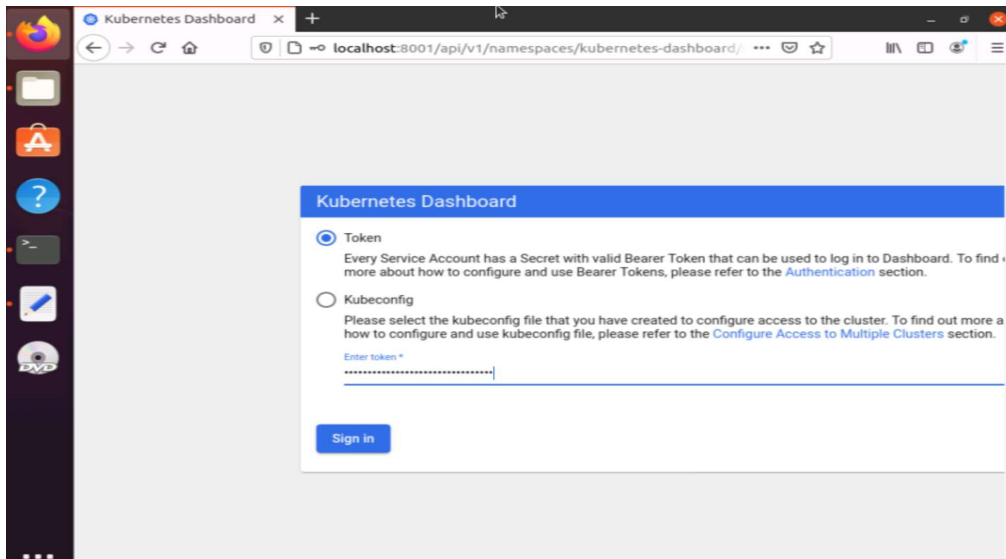 Kubernetes Dashboard
localhost:8001/api/v1/namespaces/kubernetes-dashboard/
Kubernetes Dashboard
Token
Every Service Account has a Secret with valid Bearer Token that can be used to log in to Dashboard. To find
more about how to configure and use Bearer Tokens, please refer to the Authentication section.
Kubeconfig
Please select the kubeconfig file that you have created to configure access to the cluster. To find out more a
how to configure and use kubeconfig file, please refer to the Configure Access to Multiple Clusters section.
Enter token *
•••••••••••••••••••••••••••••••••
Sign in
DVD